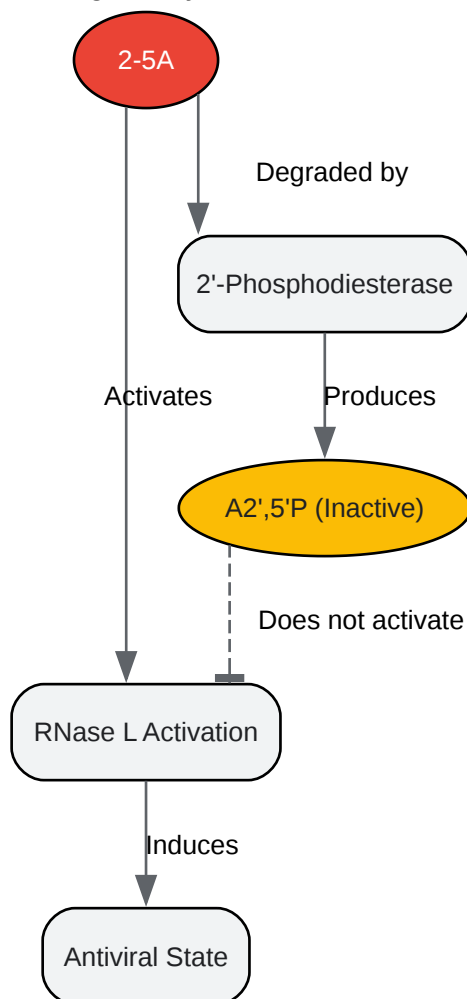 2-5A
Degraded by
2'-Phosphodiesterase
Activates
Produces
A2',5'P (Inactive)
Does not activate
RNase L Activation
Induces
Antiviral State